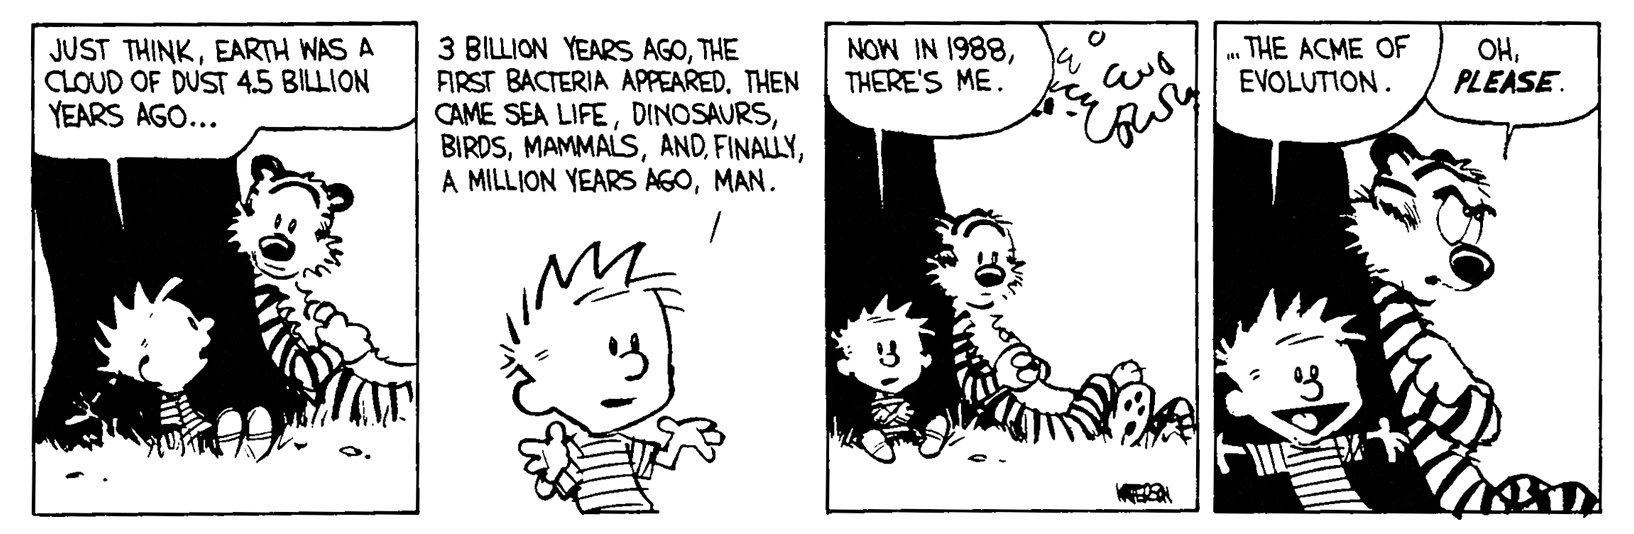 JUST THINK, EARTH WAS A
CLOUD OF DUST 4.5 BILLION
YEARS AGO...
3 BILLION YEARS AGO, THE
FIRST BACTERIA APPEARED. THEN
CAME SEA LIFE, DINOSAURS,
BIRDS, MAMMALS, AND, FINALLY,
A MILLION YEARS AGO, MAN.
NOW IN 1988,
THERE'S ME.
...THE ACME OF
EVOLUTION.
OH,
PLEASE.
WATTERSON